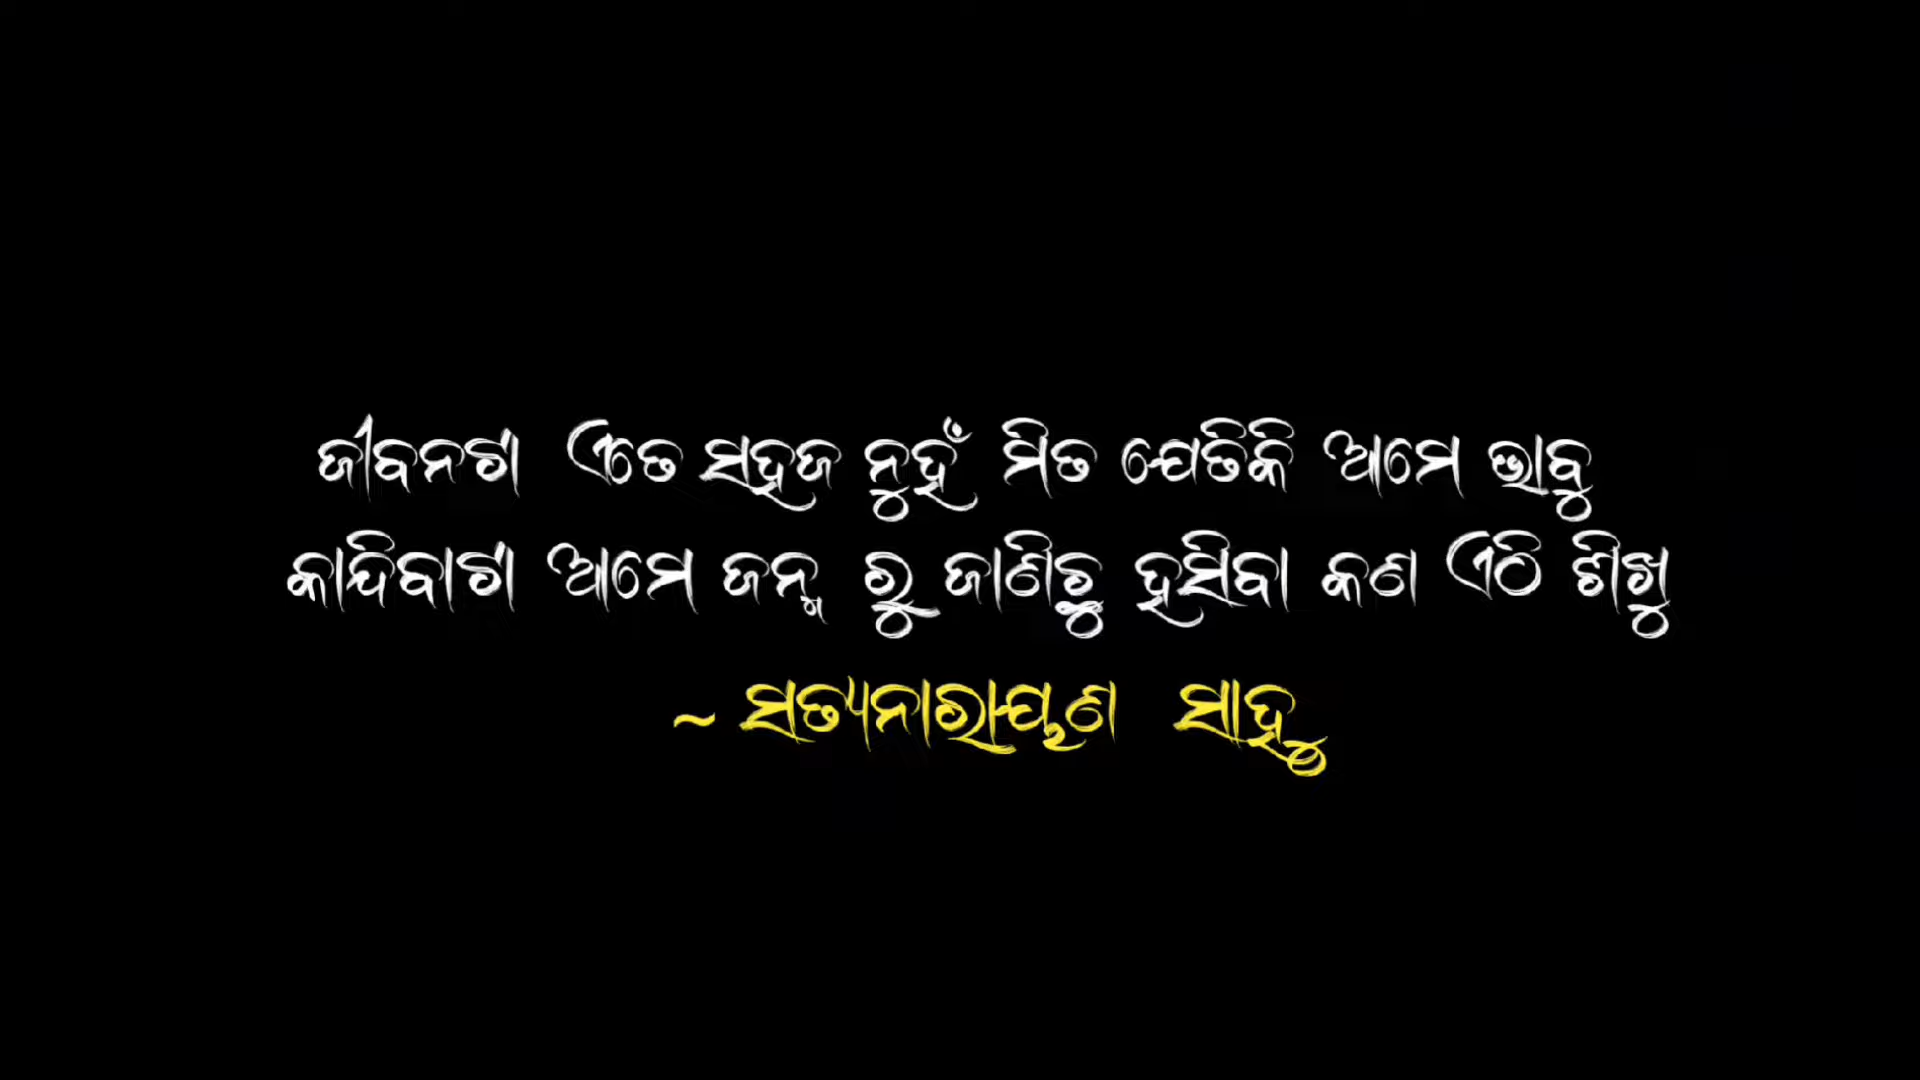 ଜୀବନଟା ଏତେ ସହଜ ନୁହଁ ମିତ ଯେତିକି ଆମେ ଭାବୁ
କାନ୍ଦିବାଟା ଆମେ ଜନ୍ମ ରୁ ଜାଣିଚୁ ହସିବା କଣ ଏଠି ଶିଖୁ
~ ସତ୍ୟନାରାୟଣ ସାହୁ